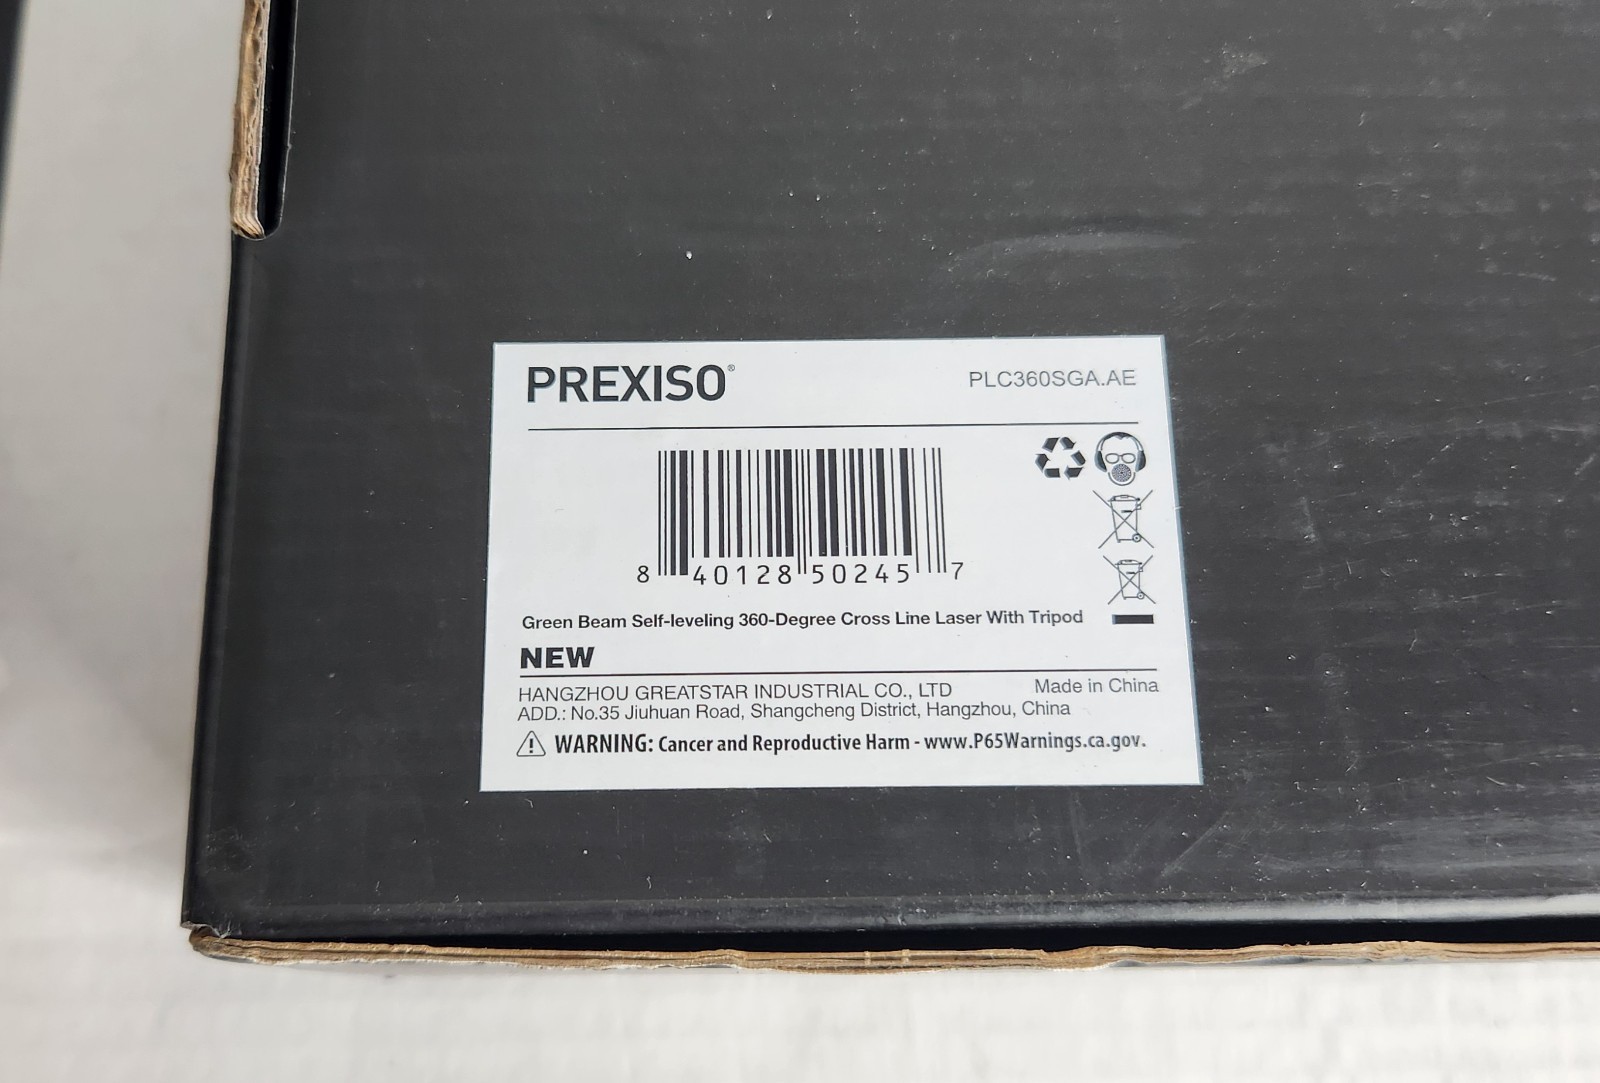 PREXISO®
PLC360SGA.AE
8 40128 50245 7
Green Beam Self-leveling 360-Degree Cross Line Laser With Tripod
NEW
HANGZHOU GREATSTAR INDUSTRIAL CO., LTD
Made in China
ADD.: No.35 Jiuhuan Road, Shangcheng District, Hangzhou, China
WARNING: Cancer and Reproductive Harm - www.P65Warnings.ca.gov.